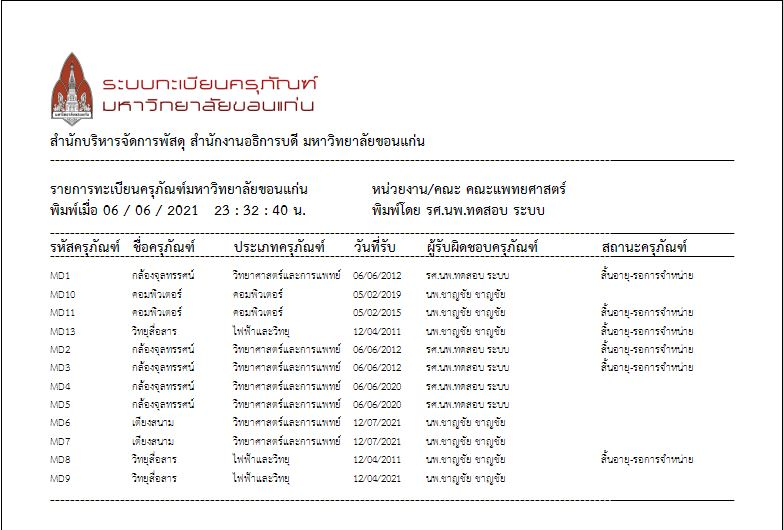 ระบบทะเบียนครุภัณฑ์
มหาวิทยาลัยขอนแก่น
มหาวิทยาลัยขอนแก่น
สำนักบริหารจัดการพัสดุ สำนักงานอธิการบดี มหาวิทยาลัยขอนแก่น
รายการทะเบียนครุภัณฑ์มหาวิทยาลัยขอนแก่น หน่วยงาน/คณะ คณะแพทยศาสตร์
พิมพ์เมื่อ 06 / 06 / 2021 23 : 32 : 40 น. พิมพ์โดย รศ.นพ.ทดสอบ ระบบ
รหัสครุภัณฑ์ ชื่อครุภัณฑ์ ประเภทครุภัณฑ์ วันที่รับ ผู้รับผิดชอบครุภัณฑ์ สถานะครุภัณฑ์
MD1 กล้องจุลทรรศน์ วิทยาศาสตร์และการแพทย์ 06/06/2012 รศ.นพ.ทดสอบ ระบบ สิ้นอายุ-รอการจำหน่าย
MD10 คอมพิวเตอร์ คอมพิวเตอร์ 05/02/2019 นพ.ชาญชัย ชาญชัย
MD11 คอมพิวเตอร์ คอมพิวเตอร์ 05/02/2015 นพ.ชาญชัย ชาญชัย สิ้นอายุ-รอการจำหน่าย
MD13 วิทยุสื่อสาร ไฟฟ้าและวิทยุ 12/04/2011 นพ.ชาญชัย ชาญชัย สิ้นอายุ-รอการจำหน่าย
MD2 กล้องจุลทรรศน์ วิทยาศาสตร์และการแพทย์ 06/06/2012 รศ.นพ.ทดสอบ ระบบ สิ้นอายุ-รอการจำหน่าย
MD3 กล้องจุลทรรศน์ วิทยาศาสตร์และการแพทย์ 06/06/2012 รศ.นพ.ทดสอบ ระบบ สิ้นอายุ-รอการจำหน่าย
MD4 กล้องจุลทรรศน์ วิทยาศาสตร์และการแพทย์ 06/06/2020 รศ.นพ.ทดสอบ ระบบ
MD5 กล้องจุลทรรศน์ วิทยาศาสตร์และการแพทย์ 06/06/2020 รศ.นพ.ทดสอบ ระบบ
MD6 เตียงสนาม วิทยาศาสตร์และการแพทย์ 12/07/2021 นพ.ชาญชัย ชาญชัย
MD7 เตียงสนาม วิทยาศาสตร์และการแพทย์ 12/07/2021 นพ.ชาญชัย ชาญชัย
MD8 วิทยุสื่อสาร ไฟฟ้าและวิทยุ 12/04/2011 นพ.ชาญชัย ชาญชัย สิ้นอายุ-รอการจำหน่าย
MD9 วิทยุสื่อสาร ไฟฟ้าและวิทยุ 12/04/2021 นพ.ชาญชัย ชาญชัย